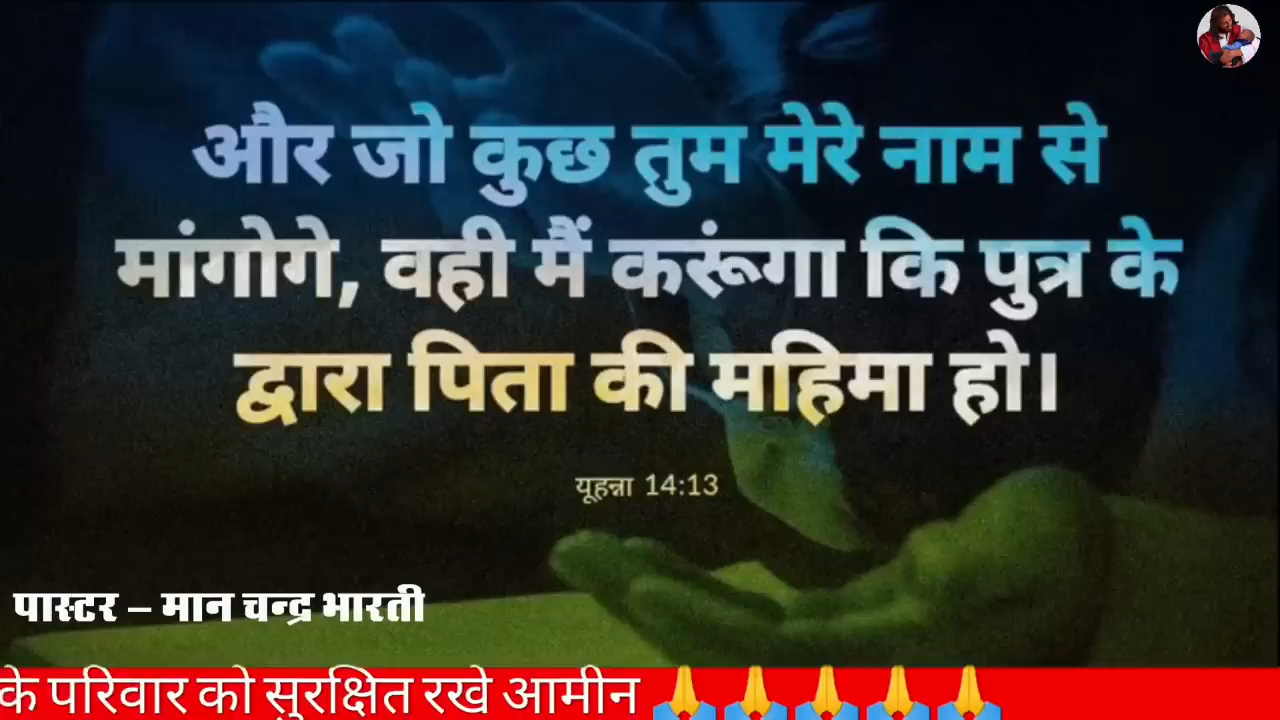 और जो कुछ तुम मेरे नाम से
मांगोगे, वही मैं करूंगा कि पुत्र के
द्वारा पिता की महिमा हो।
यूहन्ना 14:13
पास्टर – मान चन्द्र भारती
के परिवार को सुरक्षित रखे आमीन 🙏🙏🙏🙏🙏